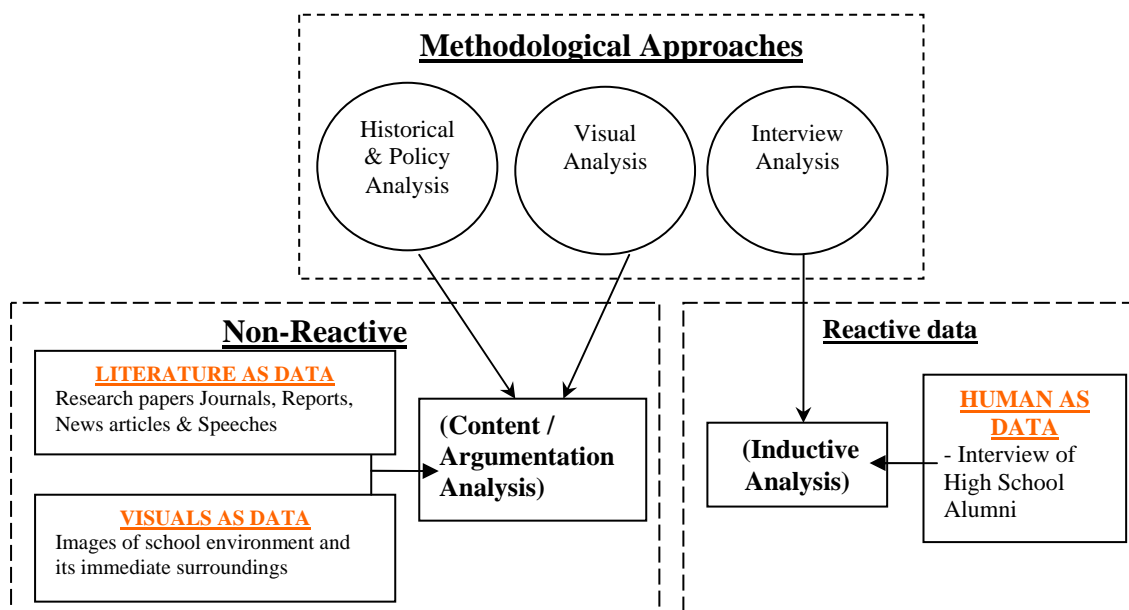 Methodological Approaches
Historical
& Policy
Analysis
Visual
Analysis
Interview
Analysis
Non-Reactive
LITERATURE AS DATA
Research papers Journals, Reports,
News articles & Speeches
(Content /
Argumentation
Analysis)
VISUALS AS DATA
Images of school environment and
its immediate surroundings
Reactive data
(Inductive
Analysis)
HUMAN AS
DATA
- Interview of
High School
Alumni